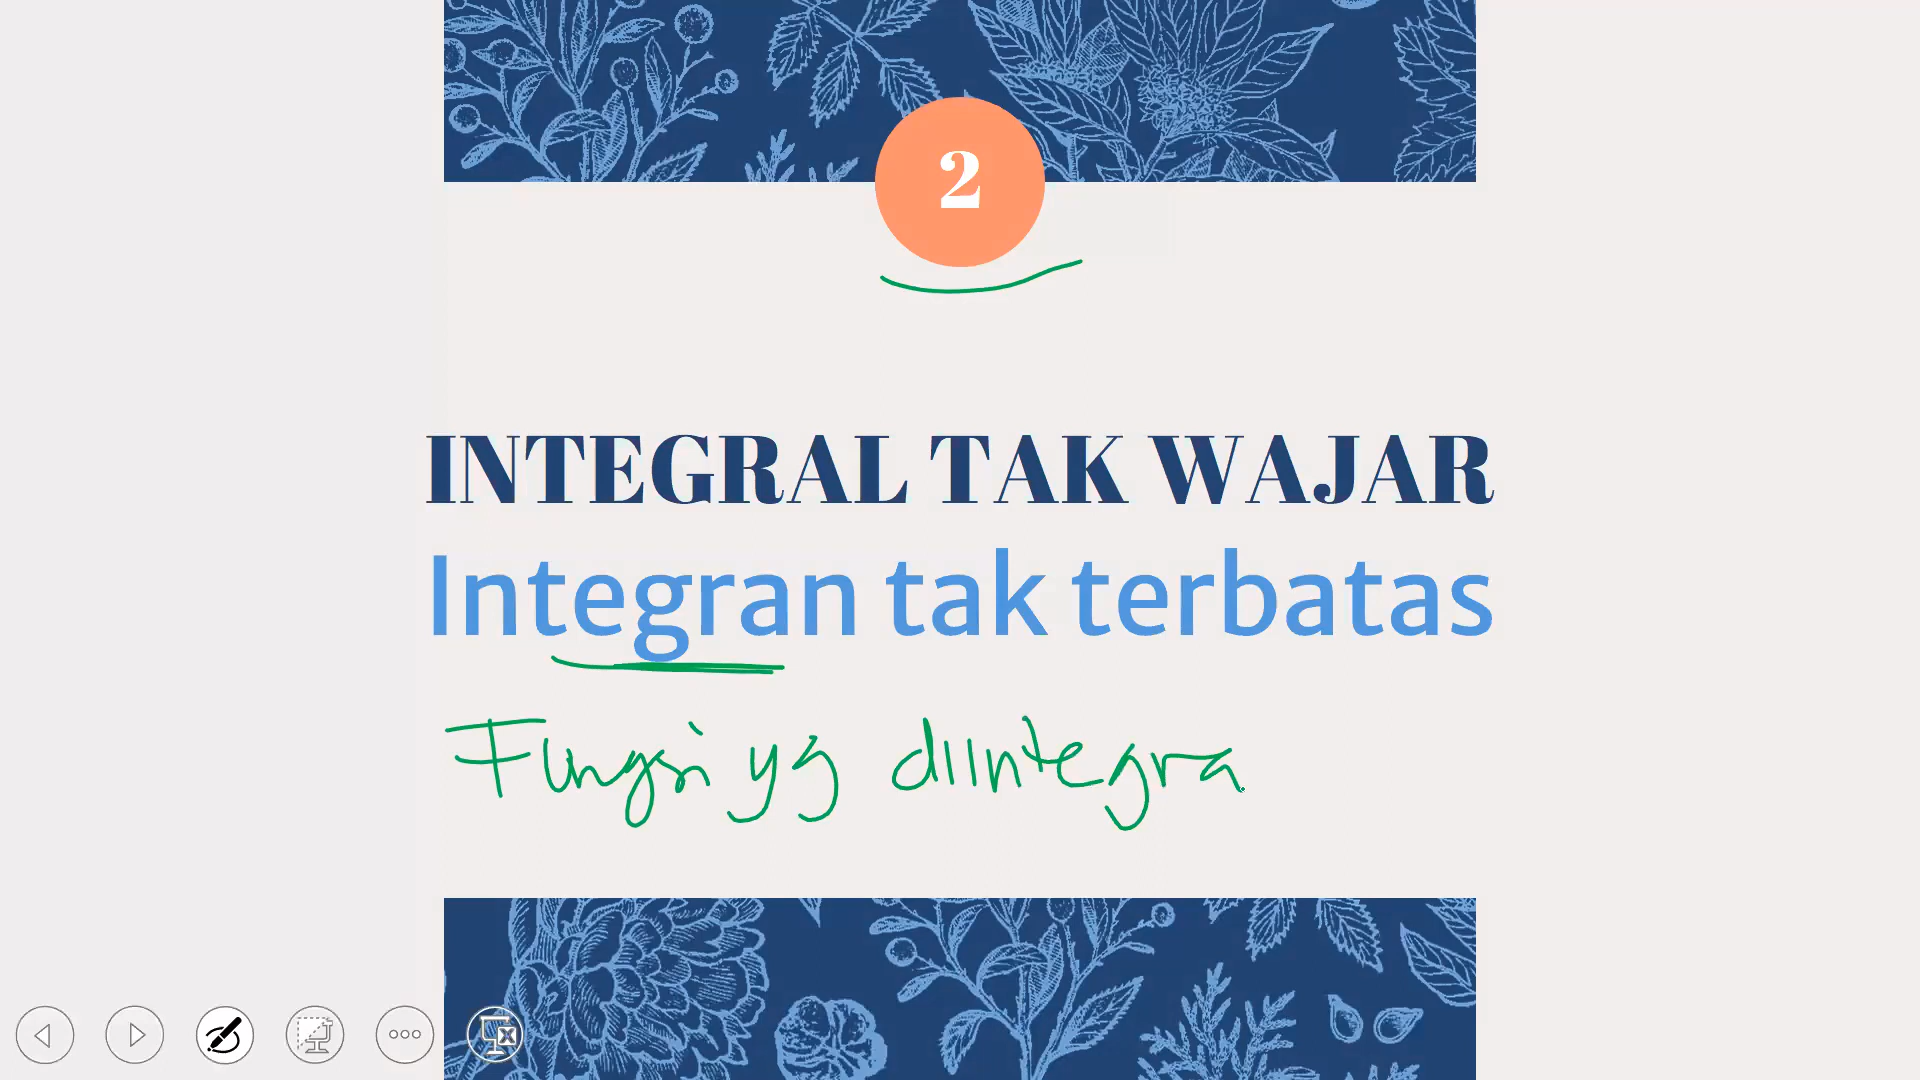 2
INTEGRAL TAK WAJAR
Integran tak terbatas
Fungsi yg diintegra